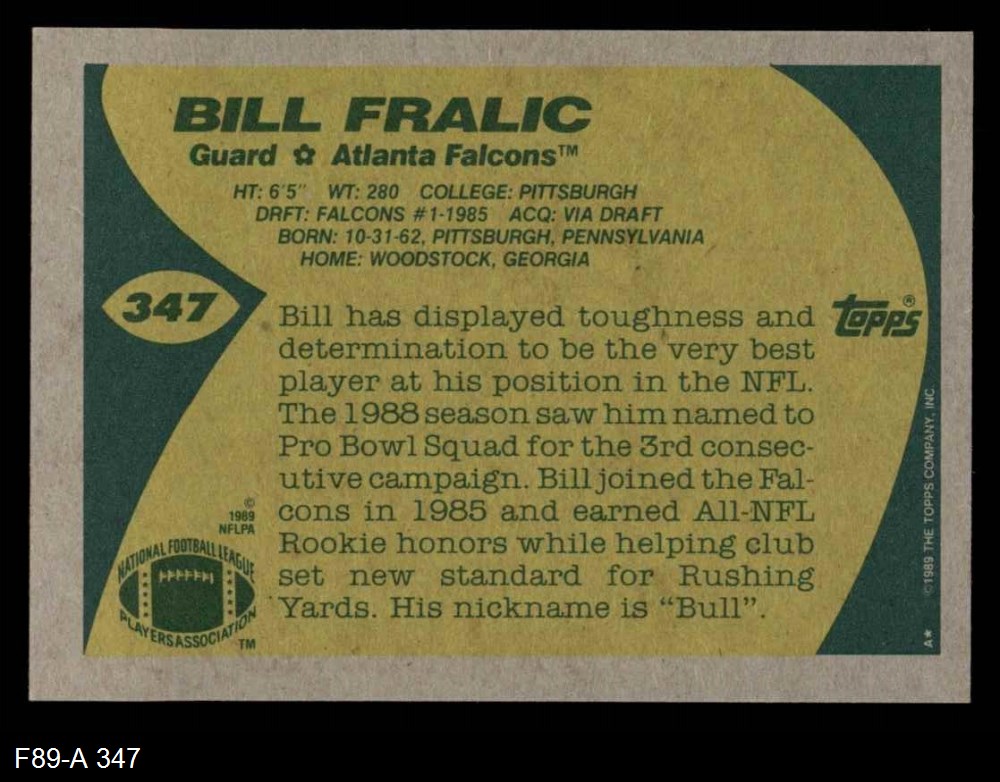 BILL FRALIC
Guard ✿ Atlanta Falcons™
HT: 6'5" WT: 280 COLLEGE: PITTSBURGH
DRFT: FALCONS #1-1985 ACQ: VIA DRAFT
BORN: 10-31-62, PITTSBURGH, PENNSYLVANIA
HOME: WOODSTOCK, GEORGIA
347
Bill has displayed toughness and
determination to be the very best
player at his position in the NFL.
The 1988 season saw him named to
Pro Bowl Squad for the 3rd consec-
utive campaign. Bill joined the Fal-
cons in 1985 and earned All-NFL
Rookie honors while helping club
set new standard for Rushing
Yards. His nickname is “Bull”.
topps®
©
1989
NFLPA
NATIONAL FOOTBALL LEAGUE
PLAYERS ASSOCIATION
TM
©1989 THE TOPPS COMPANY, INC.
A★
F89-A 347